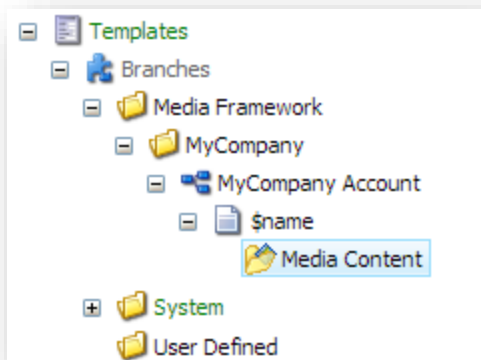 Templates
Branches
Media Framework
MyCompany
MyCompany Account
$name
Media Content
System
User Defined